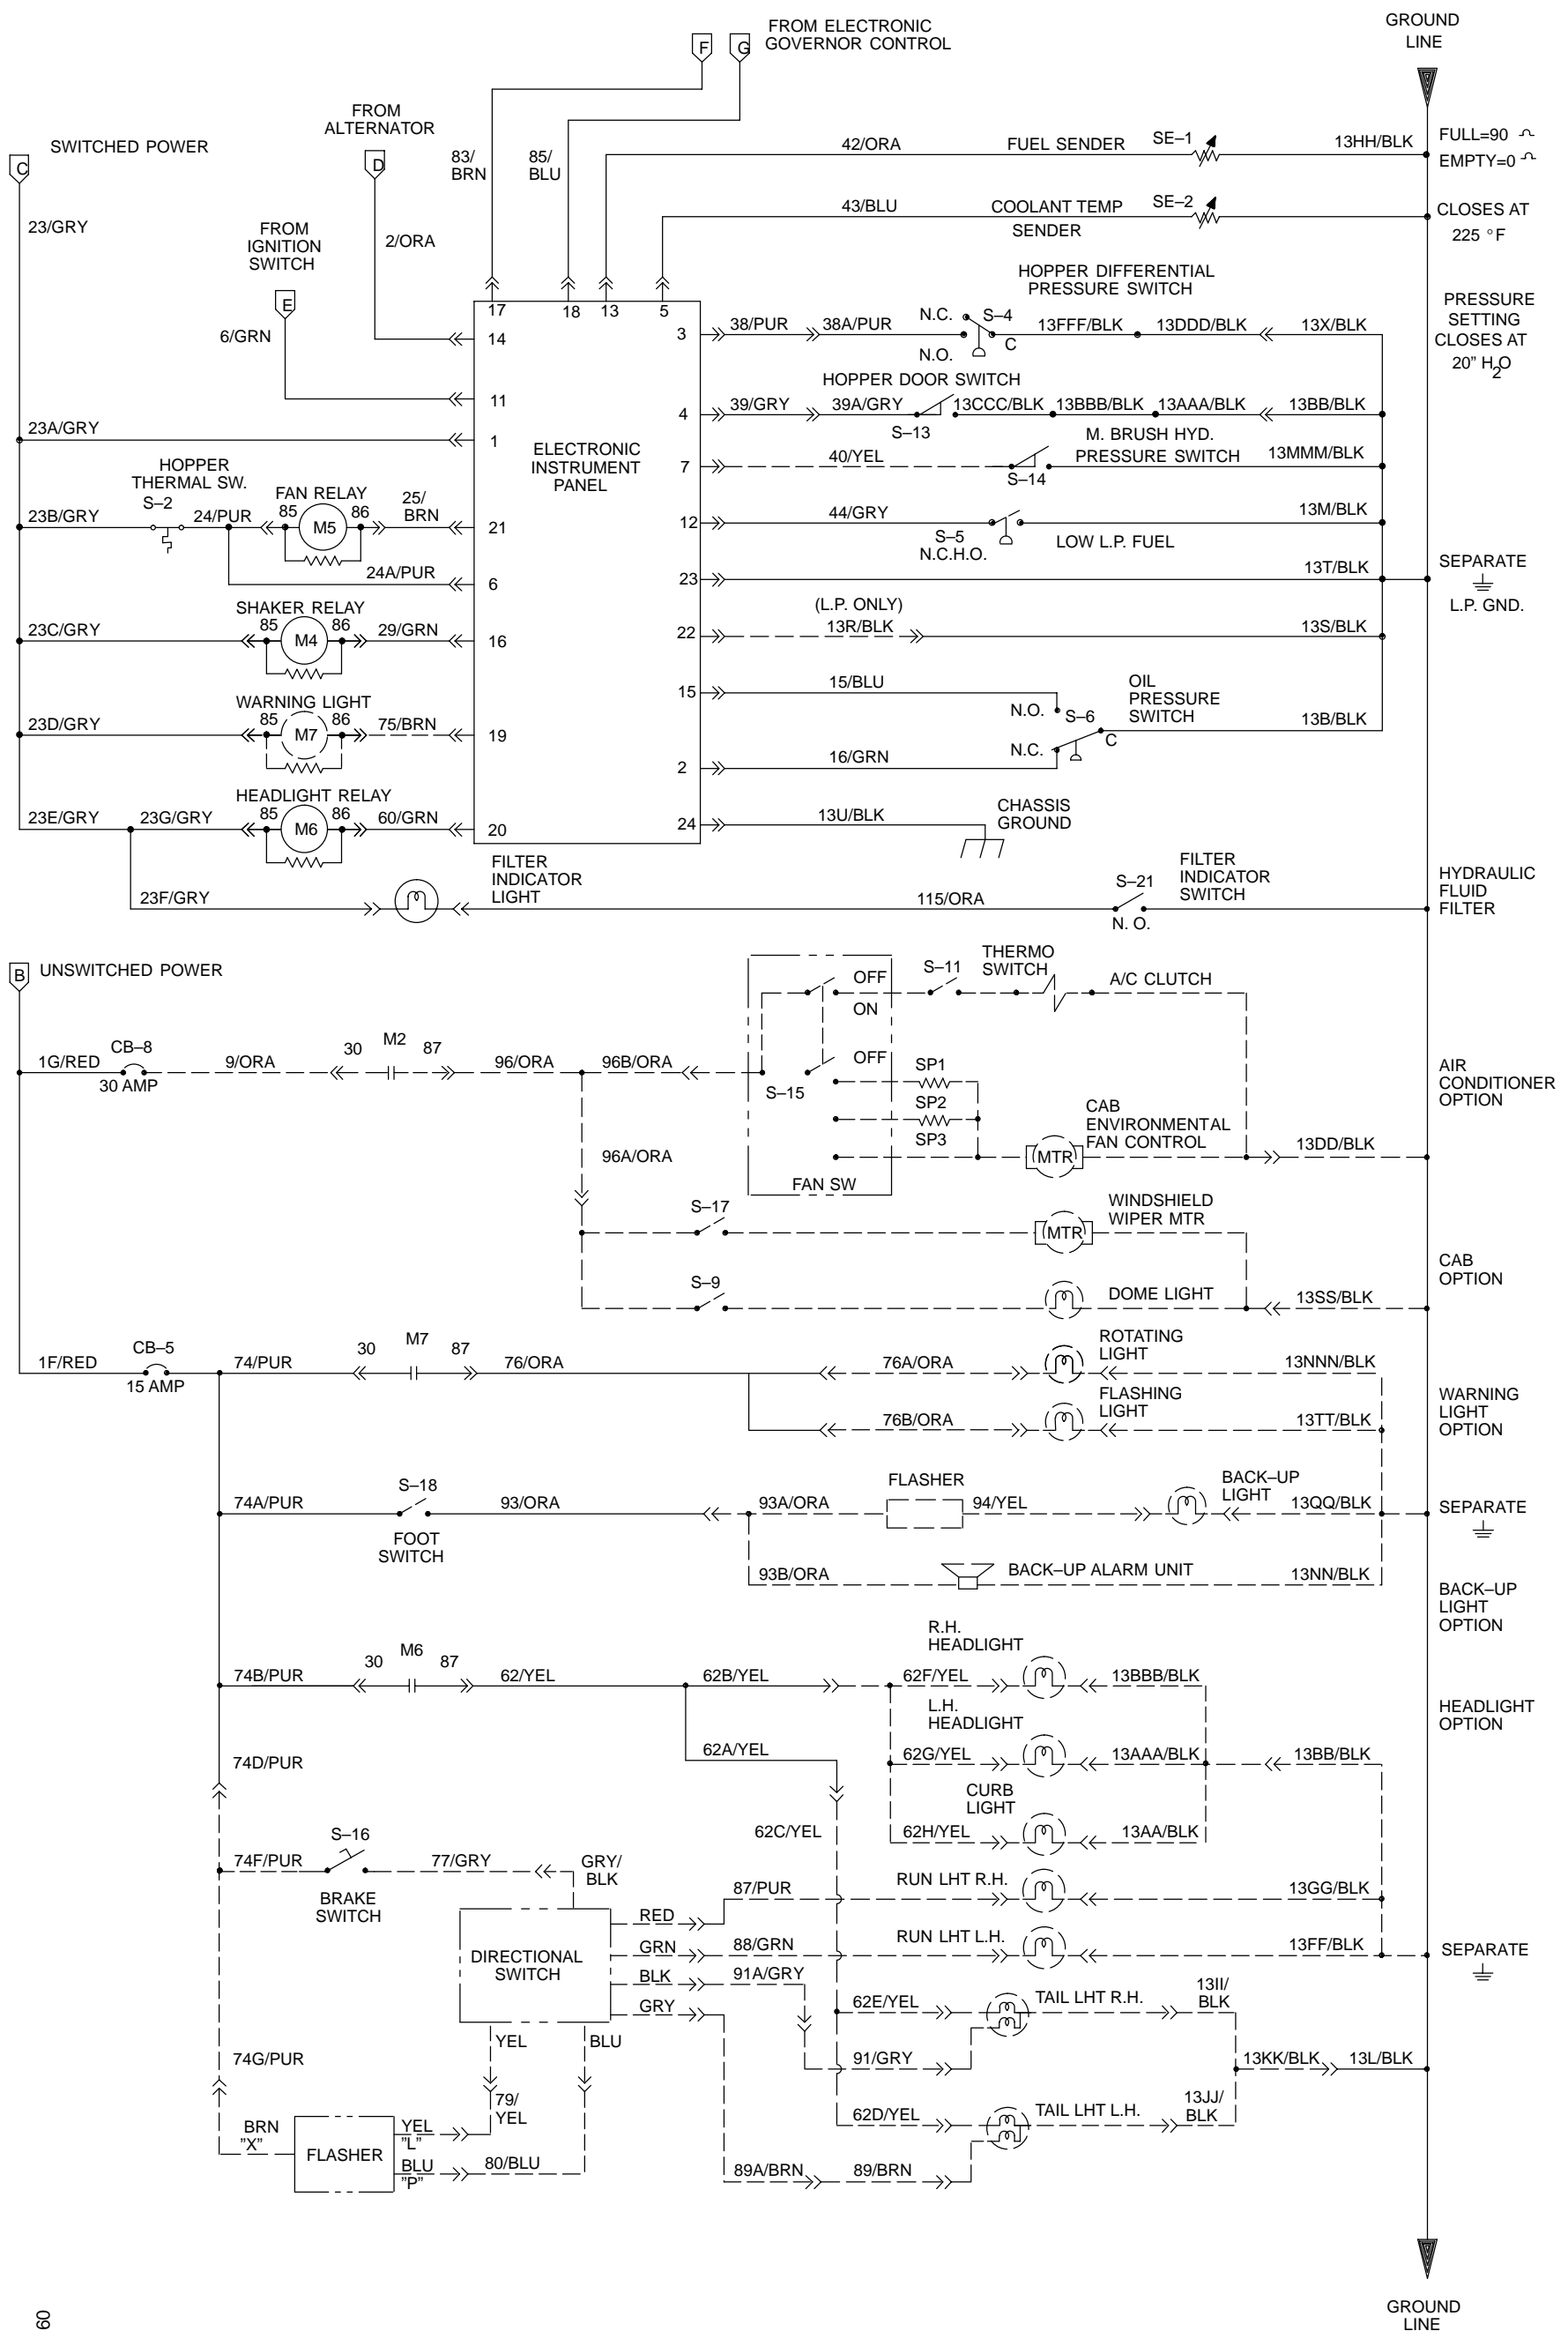 FROM ELECTRONIC
GOVERNOR CONTROL
F
G
GROUND
LINE
FROM
ALTERNATOR
D
SWITCHED POWER
C
83/
BRN
85/
BLU
42/ORA
FUEL SENDER
SE–1
13HH/BLK
FULL=90
EMPTY=0
23/GRY
2/ORA
FROM
IGNITION
SWITCH
E
6/GRN
43/BLU
COOLANT TEMP
SENDER
SE–2
CLOSES AT
225 °F
17
18
13
5
14
11
1
21
6
16
19
20
3
4
7
12
23
22
15
2
24
ELECTRONIC
INSTRUMENT
PANEL
HOPPER DIFFERENTIAL
PRESSURE SWITCH
38/PUR
38A/PUR
N.C.
S–4
N.O.
C
13FFF/BLK
13DDD/BLK
13X/BLK
PRESSURE
SETTING
CLOSES AT
20” H2O
HOPPER DOOR SWITCH
39/GRY
39A/GRY
S–13
13CCC/BLK
13BBB/BLK
13AAA/BLK
13BB/BLK
40/YEL
M. BRUSH HYD.
PRESSURE SWITCH
S–14
13MMM/BLK
44/GRY
S–5
N.C.H.O.
LOW L.P. FUEL
13M/BLK
13T/BLK
SEPARATE
L.P. GND.
(L.P. ONLY)
13R/BLK
13S/BLK
15/BLU
OIL
PRESSURE
SWITCH
N.O.
S–6
N.C.
C
13B/BLK
16/GRN
13U/BLK
CHASSIS
GROUND
23A/GRY
HOPPER
THERMAL SW.
S–2
FAN RELAY
23B/GRY
24/PUR
85
M5
86
25/
BRN
24A/PUR
SHAKER RELAY
23C/GRY
85
M4
86
29/GRN
WARNING LIGHT
23D/GRY
85
M7
86
75/BRN
HEADLIGHT RELAY
23E/GRY
23G/GRY
85
M6
86
60/GRN
23F/GRY
FILTER
INDICATOR
LIGHT
115/ORA
S–21
N. O.
FILTER
INDICATOR
SWITCH
HYDRAULIC
FLUID
FILTER
B
UNSWITCHED POWER
1G/RED
CB–8
30 AMP
9/ORA
30
M2
87
96/ORA
96B/ORA
96A/ORA
OFF
ON
OFF
S–15
FAN SW
S–11
THERMO
SWITCH
A/C CLUTCH
SP1
SP2
SP3
CAB
ENVIRONMENTAL
FAN CONTROL
MTR
13DD/BLK
AIR
CONDITIONER
OPTION
S–17
WINDSHIELD
WIPER MTR
MTR
CAB
OPTION
S–9
DOME LIGHT
13SS/BLK
1F/RED
CB–5
15 AMP
74/PUR
30
M7
87
76/ORA
76A/ORA
ROTATING
LIGHT
13NNN/BLK
76B/ORA
FLASHING
LIGHT
13TT/BLK
WARNING
LIGHT
OPTION
74A/PUR
S–18
FOOT
SWITCH
93/ORA
93A/ORA
FLASHER
94/YEL
BACK–UP
LIGHT
13QQ/BLK
SEPARATE
93B/ORA
BACK–UP ALARM UNIT
13NN/BLK
BACK–UP
LIGHT
OPTION
74B/PUR
30
M6
87
62/YEL
62B/YEL
R.H.
HEADLIGHT
62F/YEL
13BBB/BLK
HEADLIGHT
OPTION
62A/YEL
L.H.
HEADLIGHT
62G/YEL
13AAA/BLK
13BB/BLK
74D/PUR
62C/YEL
CURB
LIGHT
62H/YEL
13AA/BLK
74F/PUR
S–16
BRAKE
SWITCH
77/GRY
GRY/
BLK
DIRECTIONAL
SWITCH
RED
87/PUR
RUN LHT R.H.
13GG/BLK
GRN
88/GRN
RUN LHT L.H.
13FF/BLK
SEPARATE
BLK
91A/GRY
GRY
62E/YEL
TAIL LHT R.H.
13II/
BLK
91/GRY
13KK/BLK
13L/BLK
62D/YEL
TAIL LHT L.H.
13JJ/
BLK
89A/BRN
89/BRN
YEL
BLU
74G/PUR
79/
YEL
BRN
”X”
FLASHER
YEL
”L”
BLU
”P”
80/BLU
GROUND
LINE
60